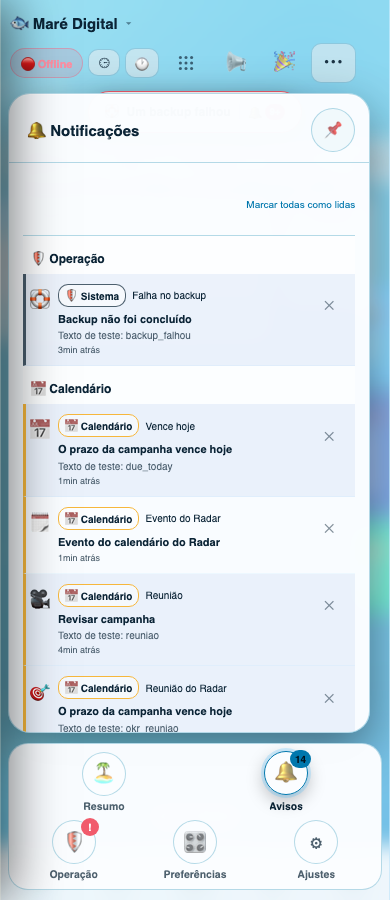 Maré Digital
Offline
Notificações
Marcar todas como lidas
Operação
Sistema Falha no backup
Backup não foi concluído
Texto de teste: backup_falhou
3min atrás
Calendário
Calendário Vence hoje
O prazo da campanha vence hoje
Texto de teste: due_today
1min atrás
Calendário Evento do Radar
Evento do calendário do Radar
1min atrás
Calendário Reunião
Revisar campanha
Texto de teste: reuniao
4min atrás
Calendário Reunião do Radar
O prazo da campanha vence hoje
Texto de teste: okr_reuniao
14
Resumo
Avisos
!
Operação
Preferências
Ajustes